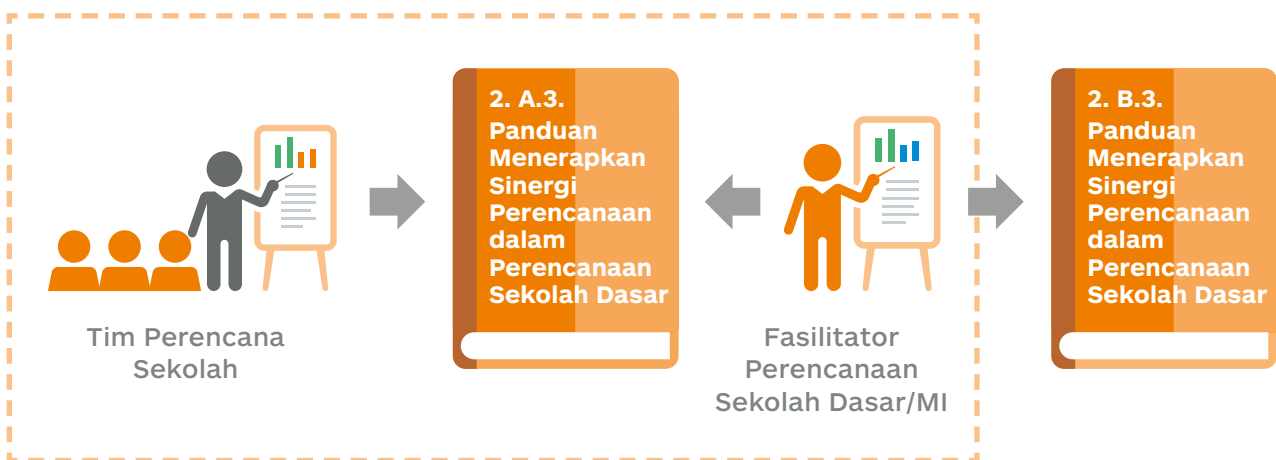 2. A.3.
Panduan
Menerapkan
Sinergi
Perencanaan
dalam
Perencanaan
Sekolah Dasar
2. B.3.
Panduan
Menerapkan
Sinergi
Perencanaan
dalam
Perencanaan
Sekolah Dasar
Tim Perencana
Sekolah
Fasilitator
Perencanaan
Sekolah Dasar/MI